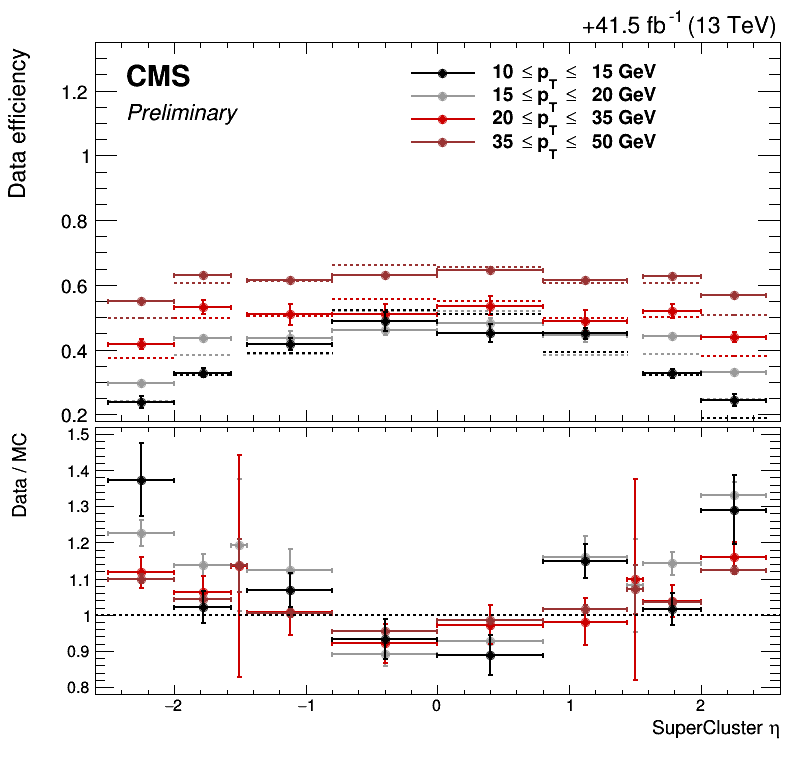 +41.5 fb-1 (13 TeV)
CMS
Preliminary
10 ≤ pT ≤ 15 GeV
15 ≤ pT ≤ 20 GeV
20 ≤ pT ≤ 35 GeV
35 ≤ pT ≤ 50 GeV
Data efficiency
1.2
1
0.8
0.6
0.4
0.2
Data / MC
1.5
1.4
1.3
1.2
1.1
1
0.9
0.8
−2 −1 0 1 2
SuperCluster η